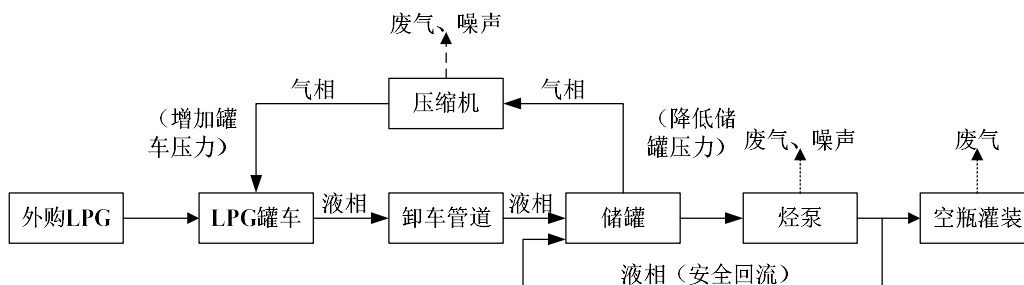 废气、噪声
气相
压缩机
气相
（增加罐
车压力）
（降低储
罐压力）
废气、噪声
废气
外购LPG
LPG罐车
液相
卸车管道
液相
储罐
烃泵
空瓶灌装
液相（安全回流）